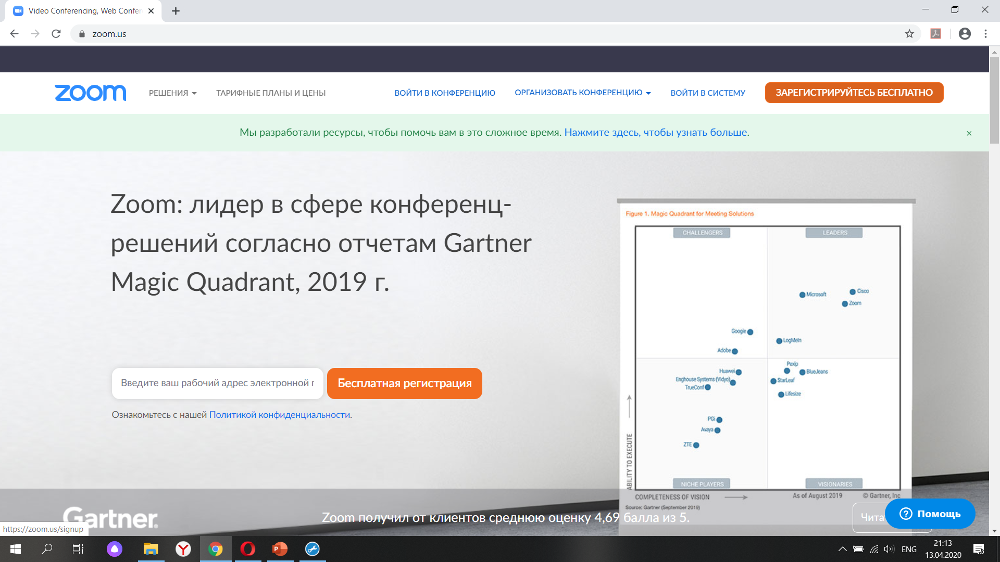 Video Conferencing, Web Confer
zoom.us
zoom
РЕШЕНИЯ
ТАРИФНЫЕ ПЛАНЫ И ЦЕНЫ
ВОЙТИ В КОНФЕРЕНЦИЮ
ОРГАНИЗОВАТЬ КОНФЕРЕНЦИЮ
ВОЙТИ В СИСТЕМУ
ЗАРЕГИСТРИРУЙТЕСЬ БЕСПЛАТНО
Мы разработали ресурсы, чтобы помочь вам в это сложное время. Нажмите здесь, чтобы узнать больше.
Zoom: лидер в сфере конференц-
решений согласно отчетам Gartner
Magic Quadrant, 2019 г.
Введите ваш рабочий адрес электронной п
Бесплатная регистрация
Ознакомьтесь с нашей Политикой конфиденциальности.
Figure 1. Magic Quadrant for Meeting Solutions
CHALLENGERS
LEADERS
Cisco
Microsoft
Zoom
Google
LogMeIn
Adobe
Pexip
Huawei
BlueJeans
Enghouse Systems (Vidyo)
StarLeaf
TrueConf
Lifesize
PGi
Avaya
ZTE
ABILITY TO EXECUTE
NICHE PLAYERS
VISIONARIES
COMPLETENESS OF VISION
As of August 2019
© Gartner, Inc
Source: Gartner (September 2019)
Gartner.
Zoom получил от клиентов среднюю оценку 4,69 балла из 5.
Чита
Помощь
https://zoom.us/signup
ENG
21:13
13.04.2020